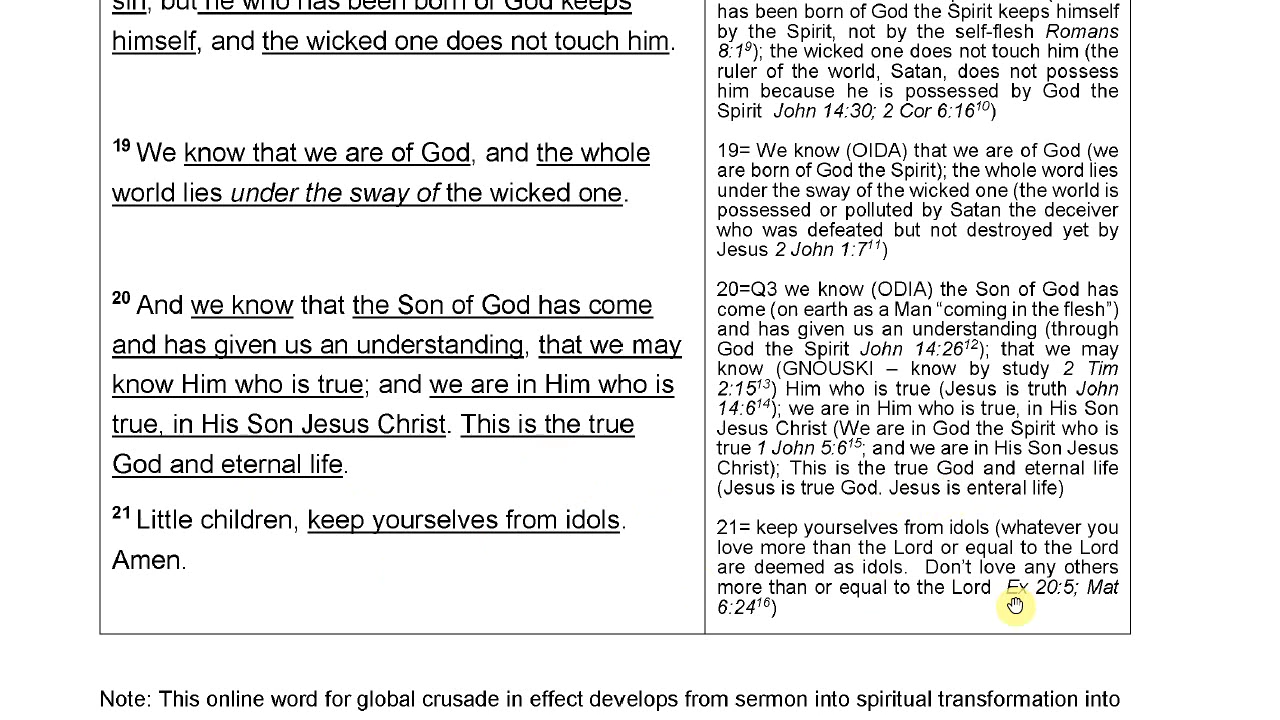 sin; but he who has been born of God keeps
himself, and the wicked one does not touch him.
19 We know that we are of God, and the whole
world lies under the sway of the wicked one.
20 And we know that the Son of God has come
and has given us an understanding, that we may
know Him who is true; and we are in Him who is
true, in His Son Jesus Christ. This is the true
God and eternal life.
21 Little children, keep yourselves from idols.
Amen.
has been born of God the Spirit keeps himself
by the Spirit, not by the self-flesh Romans
8:1⁹); the wicked one does not touch him (the
ruler of the world, Satan, does not possess
him because he is possessed by God the
Spirit John 14:30; 2 Cor 6:16¹⁰)
19= We know (OIDA) that we are of God (we
are born of God the Spirit); the whole word lies
under the sway of the wicked one (the world is
possessed or polluted by Satan the deceiver
who was defeated but not destroyed yet by
Jesus 2 John 1:7¹¹)
20=Q3 we know (ODIA) the Son of God has
come (on earth as a Man “coming in the flesh”)
and has given us an understanding (through
God the Spirit John 14:26¹²); that we may
know (GNOUSKI – know by study 2 Tim
2:15¹³) Him who is true (Jesus is truth John
14:6¹⁴); we are in Him who is true, in His Son
Jesus Christ (We are in God the Spirit who is
true 1 John 5:6¹⁵; and we are in His Son Jesus
Christ); This is the true God and eternal life
(Jesus is true God. Jesus is enteral life)
21= keep yourselves from idols (whatever you
love more than the Lord or equal to the Lord
are deemed as idols. Don’t love any others
more than or equal to the Lord Ex 20:5; Mat
6:24¹⁶)
Note: This online word for global crusade in effect develops from sermon into spiritual transformation into